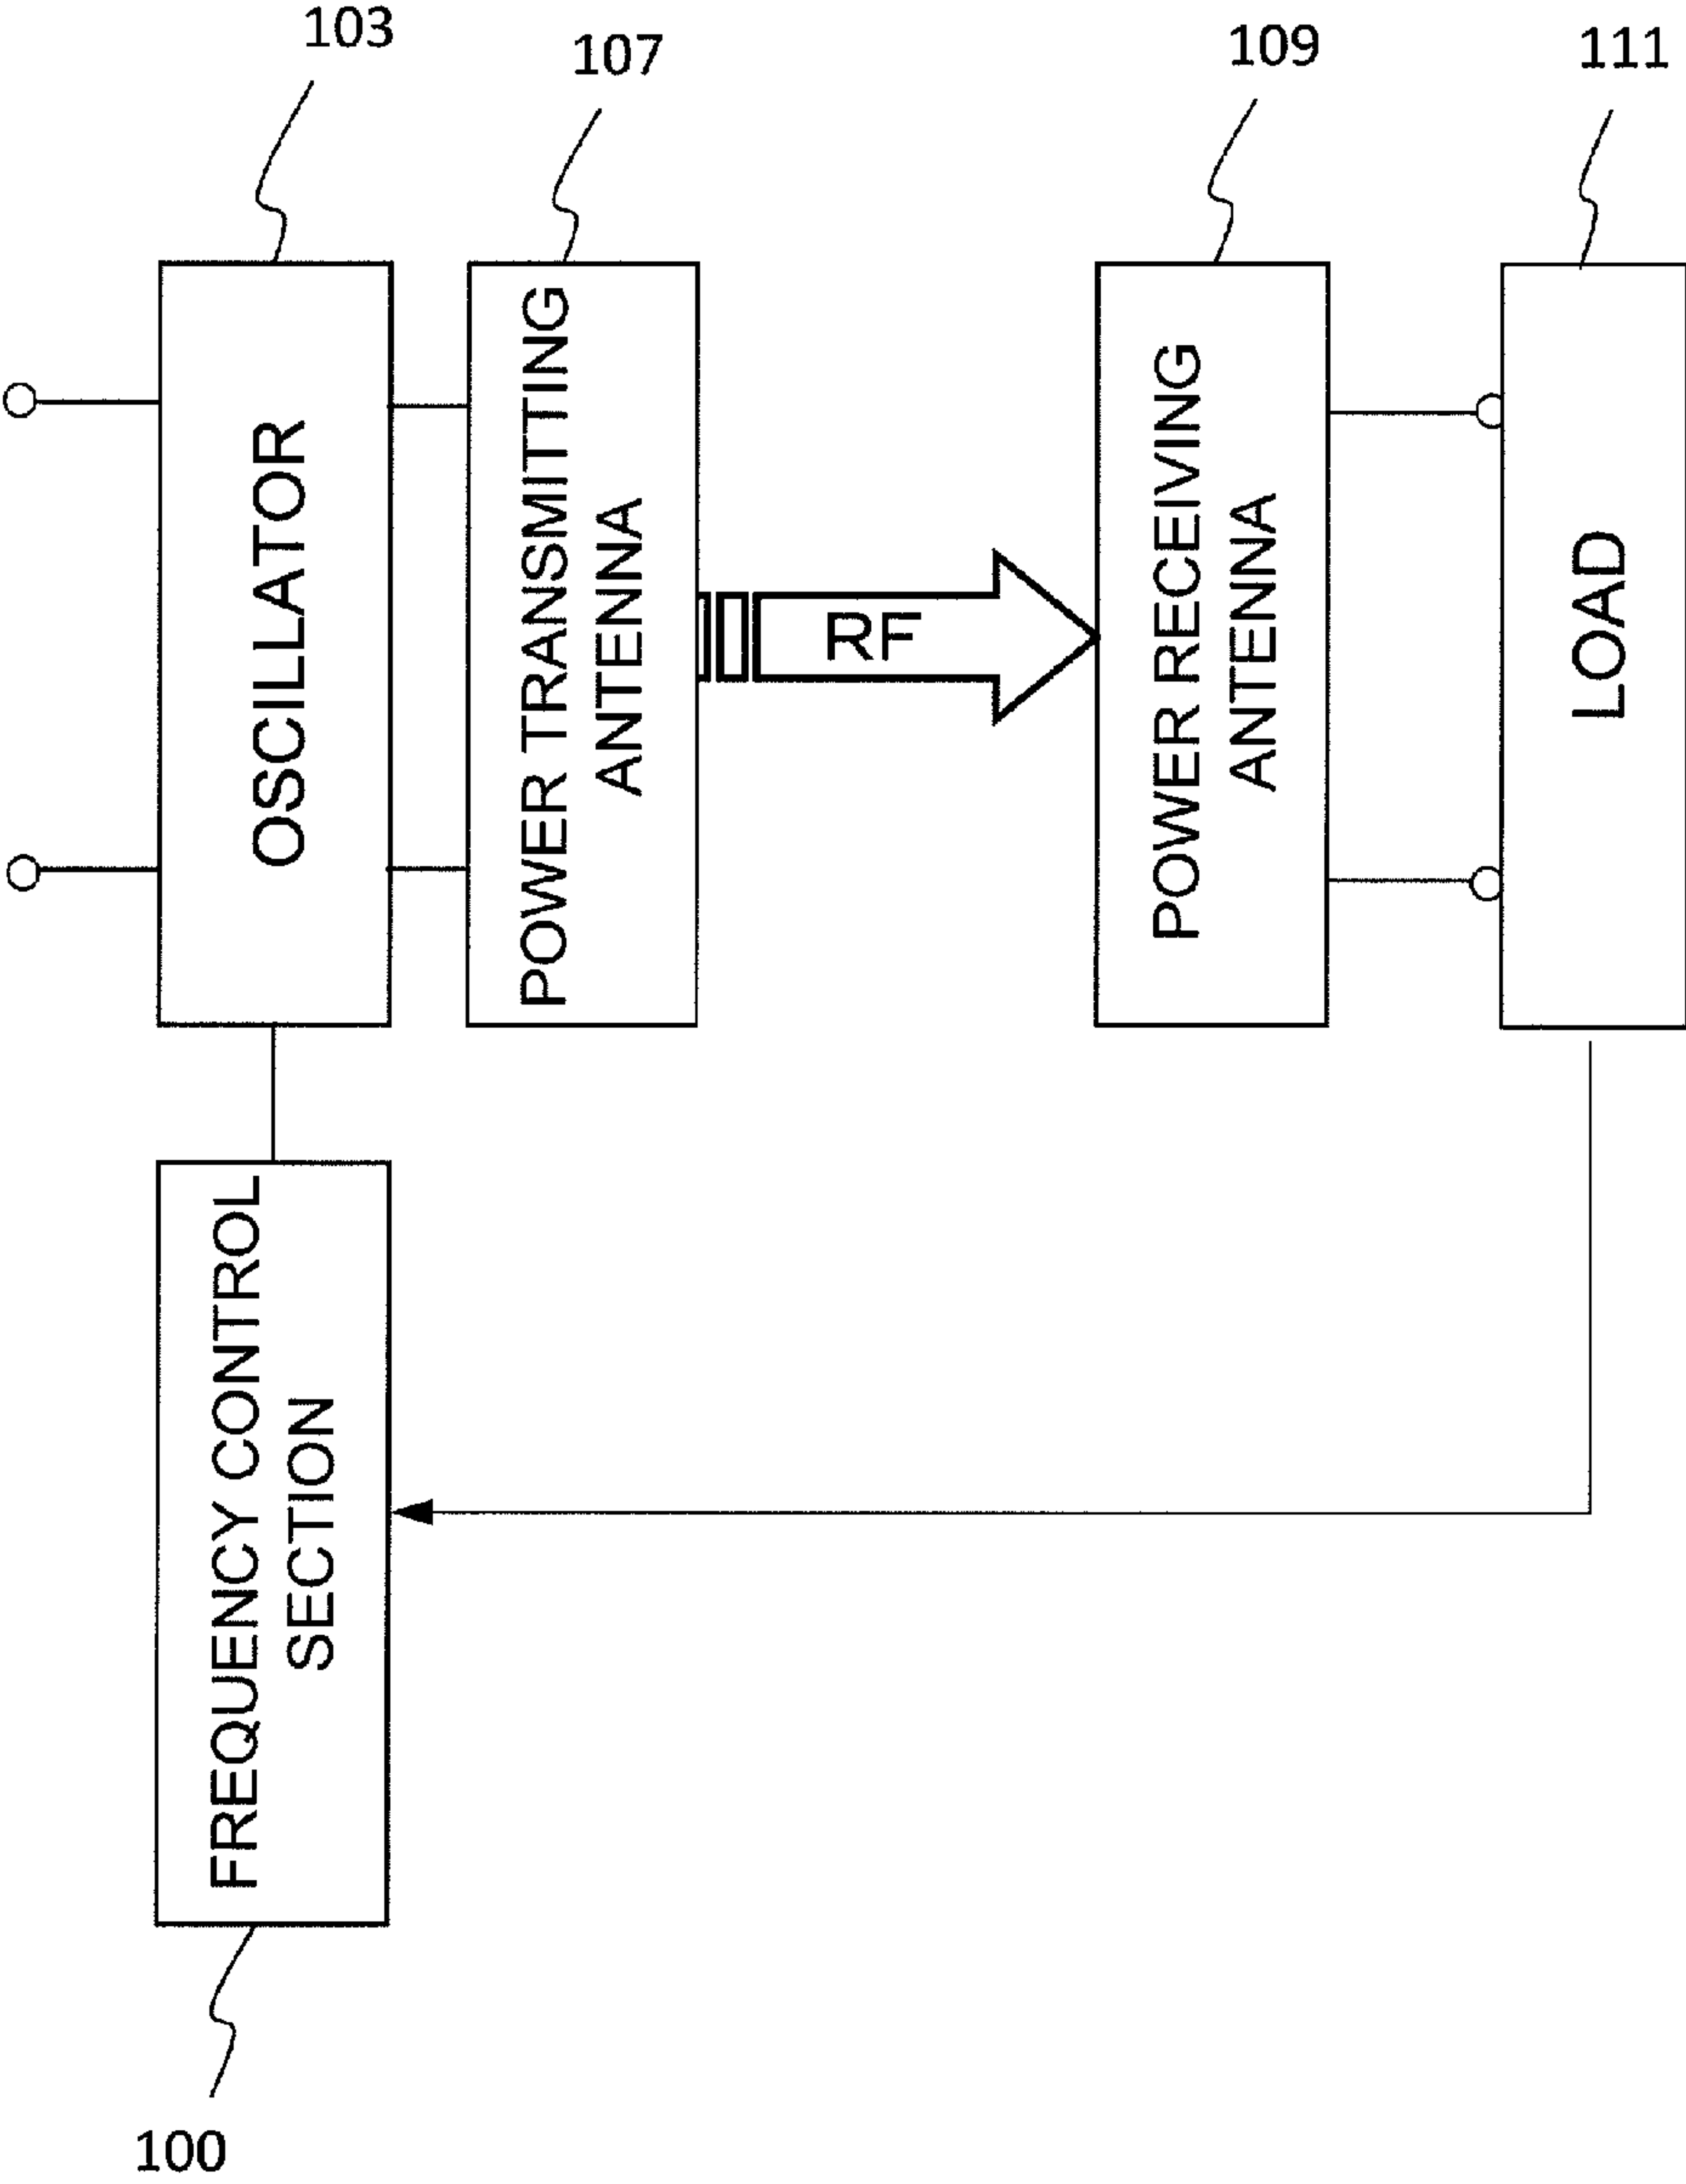 103
107
109
111
OSCILLATOR
POWER TRANSMITTING
ANTENNA
RF
POWER RECEIVING
ANTENNA
LOAD
FREQUENCY CONTROL
SECTION
100